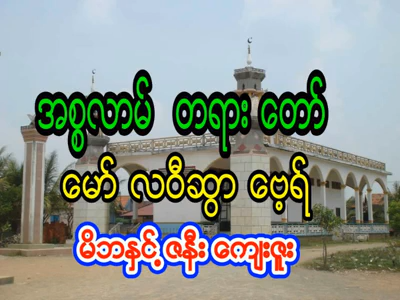 အစ္စလာမ် တရား တော်
မော် လဝီဆွာ ဗေ့ရ်
မိဘနှင့် ဇနီး ကျေးဇူး